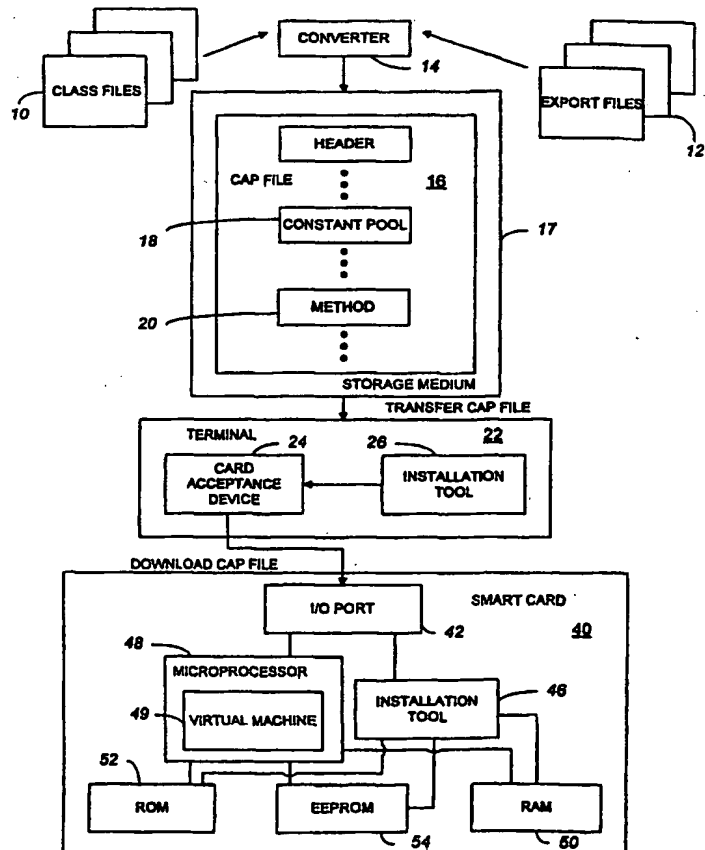 CONVERTER
14
CLASS FILES
10
EXPORT FILES
12
HEADER
CAP FILE
16
CONSTANT POOL
18
17
METHOD
20
STORAGE MEDIUM
TRANSFER CAP FILE
TERMINAL
24
26
22
CARD
ACCEPTANCE
DEVICE
INSTALLATION
TOOL
DOWNLOAD CAP FILE
I/O PORT
SMART CARD
42
40
48
MICROPROCESSOR
46
49
VIRTUAL MACHINE
INSTALLATION
TOOL
52
ROM
EEPROM
RAM
54
50